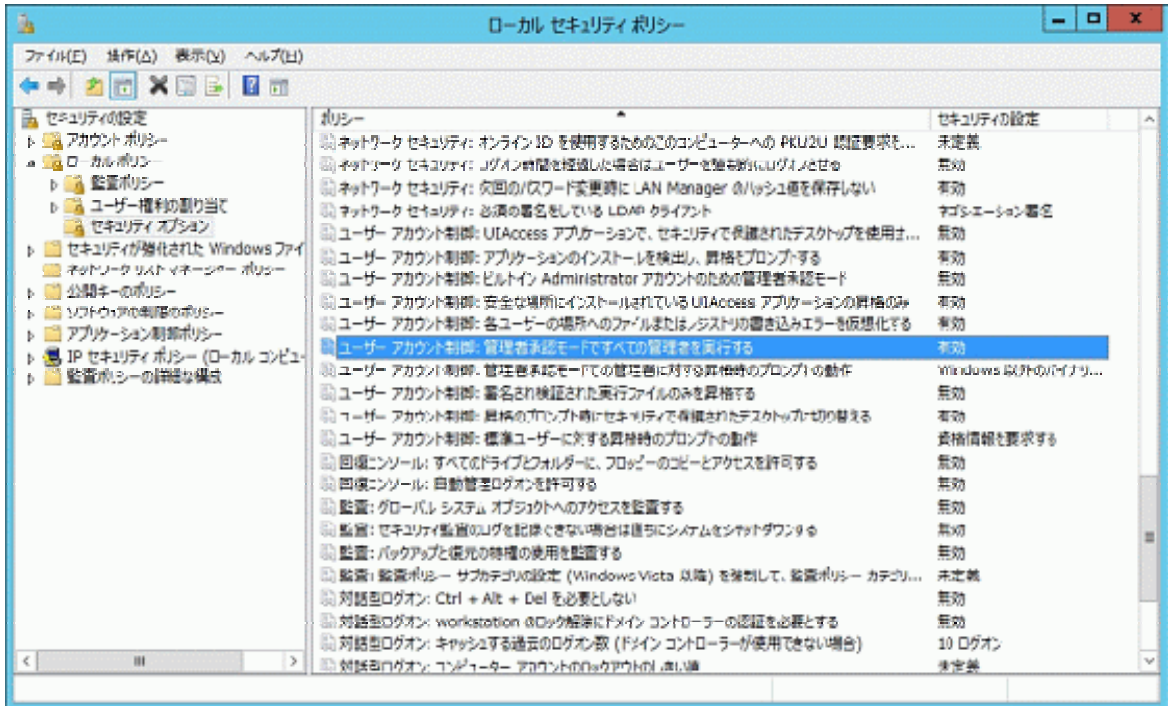 ローカル セキュリティ ポリシー
ファイル(F) 操作(A) 表示(V) ヘルプ(H)
セキュリティの設定
アカウント ポリシー
ローカル ポリシー
監査ポリシー
ユーザー権利の割り当て
セキュリティ オプション
セキュリティが強化された Windows ファイ
ネットワーク リスト マネージャー ポリシー
公開キーのポリシー
ソフトウェアの制限のポリシー
アプリケーション制御ポリシー
IP セキュリティ ポリシー (ローカル コンピュー
監査ポリシーの詳細な構成
ポリシー セキュリティの設定
ネットワーク セキュリティ: オンライン ID を使用するためのこのコンピューターへの PKU2U 認証要求を... 未定義
ネットワーク セキュリティ: ログオン時間を経過した場合はユーザーを強制的にログオフさせる 無効
ネットワーク セキュリティ: 次回のパスワード変更時に LAN Manager のハッシュ値を保存しない 有効
ネットワーク セキュリティ: 必須の署名をしている LDAP クライアント ネゴシエーション署名
ユーザー アカウント制御: UIAccess アプリケーションで、セキュリティで保護されたデスクトップを使用せ... 無効
ユーザー アカウント制御: アプリケーションのインストールを検出し、昇格をプロンプトする 有効
ユーザー アカウント制御: ビルトイン Administrator アカウントのための管理者承認モード 無効
ユーザー アカウント制御: 安全な場所にインストールされている UIAccess アプリケーションの昇格のみ 有効
ユーザー アカウント制御: 各ユーザーの場所へのファイルまたはレジストリの書き込みエラーを仮想化する 有効
ユーザー アカウント制御: 管理者承認モードですべての管理者を実行する 有効
ユーザー アカウント制御: 管理者承認モードでの管理者に対する昇格時のプロンプトの動作 Windows 以外のバイナリ...
ユーザー アカウント制御: 署名され検証された実行ファイルのみを昇格する 無効
ユーザー アカウント制御: 昇格のプロンプト時にセキュリティで保護されたデスクトップに切り替える 有効
ユーザー アカウント制御: 標準ユーザーに対する昇格時のプロンプトの動作 資格情報を要求する
回復コンソール: すべてのドライブとフォルダーに、フロッピーのコピーとアクセスを許可する 無効
回復コンソール: 自動管理ログオンを許可する 無効
監査: グローバル システム オブジェクトへのアクセスを監査する 無効
監査: セキュリティ監査のログを記録できない場合は直ちにシステムをシャットダウンする 無効
監査: バックアップと復元の特権の使用を監査する 無効
監査: 監査ポリシー サブカテゴリの設定 (Windows Vista 以降) を強制して、監査ポリシー カテゴリ... 未定義
対話型ログオン: Ctrl + Alt + Del を必要としない 無効
対話型ログオン: workstation のロック解除にドメイン コントローラーの認証を必要とする 無効
対話型ログオン: キャッシュする過去のログオン数 (ドメイン コントローラーが使用できない場合) 10 ログオン
対話型ログオン: コンピューター アカウントのロックアウトのしきい値 未定義